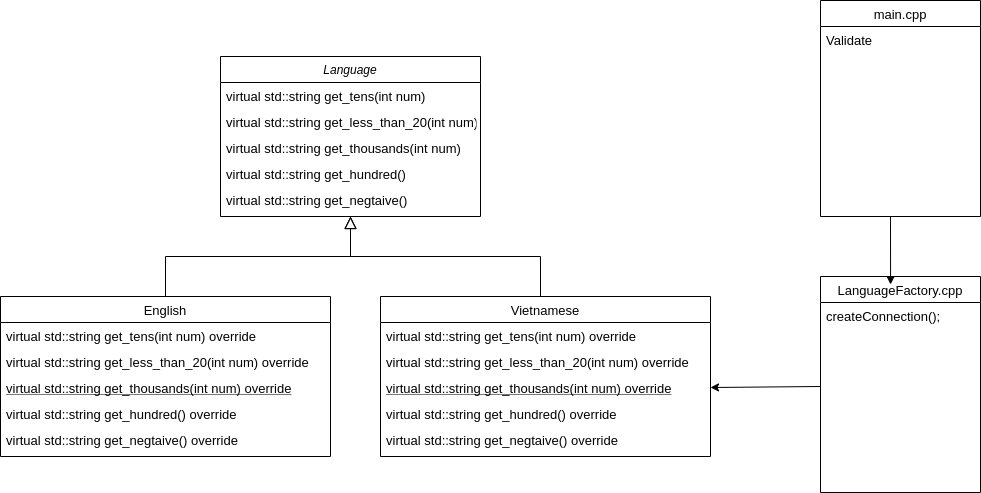 main.cpp
Validate
Language
virtual std::string get_tens(int num)
virtual std::string get_less_than_20(int num)
virtual std::string get_thousands(int num)
virtual std::string get_hundred()
virtual std::string get_negtaive()
English
virtual std::string get_tens(int num) override
virtual std::string get_less_than_20(int num) override
virtual std::string get_thousands(int num) override
virtual std::string get_hundred() override
virtual std::string get_negtaive() override
Vietnamese
virtual std::string get_tens(int num) override
virtual std::string get_less_than_20(int num) override
virtual std::string get_thousands(int num) override
virtual std::string get_hundred() override
virtual std::string get_negtaive() override
LanguageFactory.cpp
createConnection();